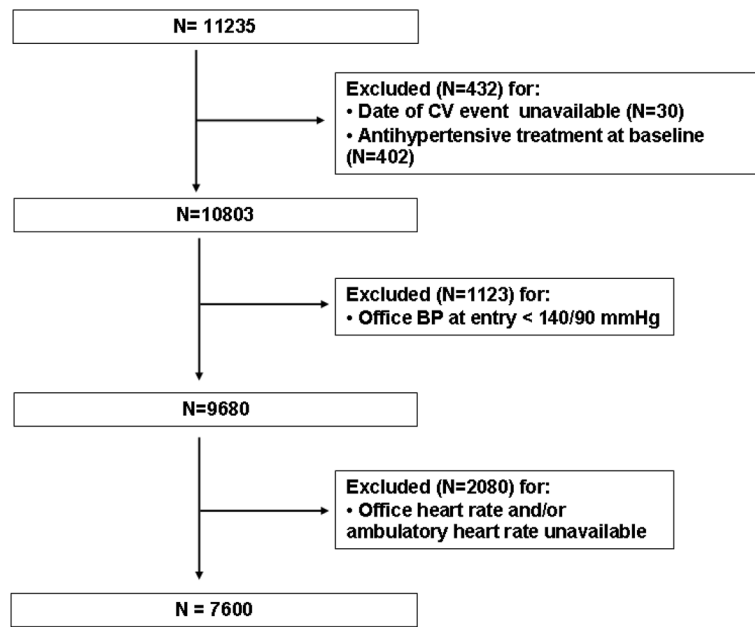 N= 11235
Excluded (N=432) for:
• Date of CV event unavailable (N=30)
• Antihypertensive treatment at baseline
(N=402)
N=10803
Excluded (N=1123) for:
• Office BP at entry < 140/90 mmHg
N=9680
Excluded (N=2080) for:
• Office heart rate and/or
ambulatory heart rate unavailable
N = 7600